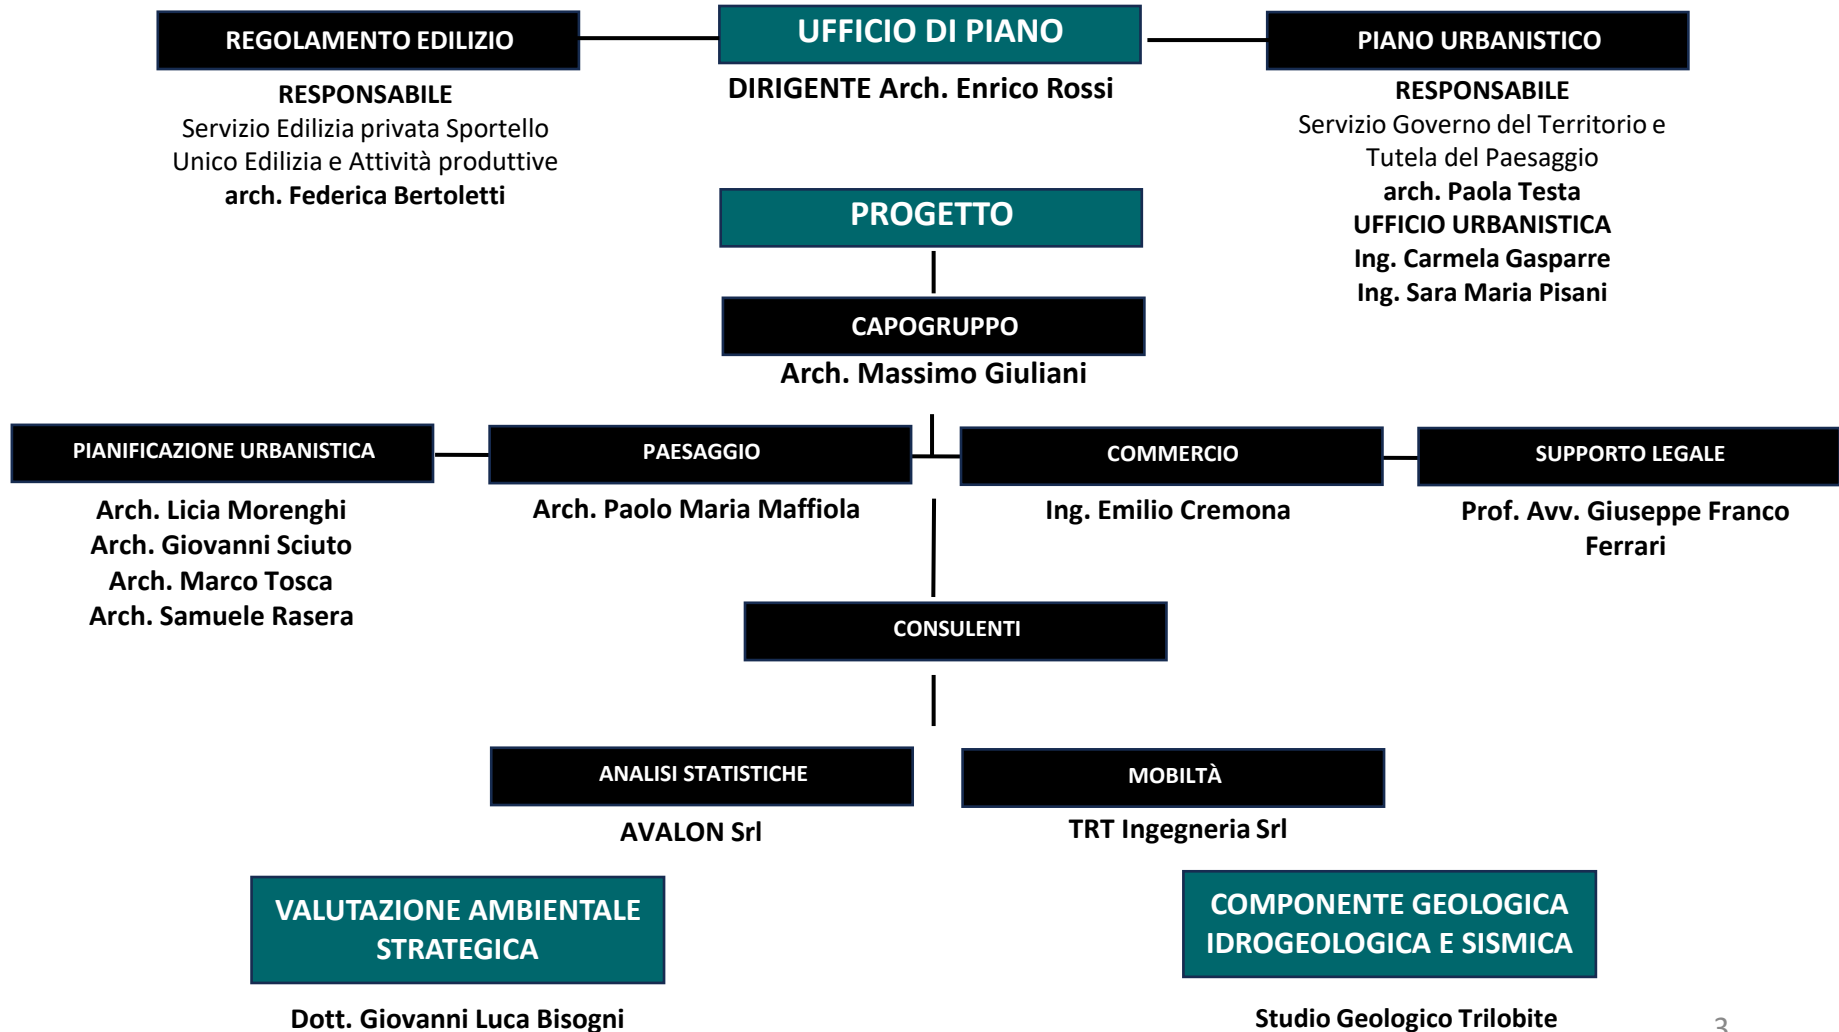 REGOLAMENTO EDILIZIO
RESPONSABILE
Servizio Edilizia privata Sportello
Unico Edilizia e Attività produttive
arch. Federica Bertoletti
UFFICIO DI PIANO
DIRIGENTE Arch. Enrico Rossi
PIANO URBANISTICO
RESPONSABILE
Servizio Governo del Territorio e
Tutela del Paesaggio
arch. Paola Testa
UFFICIO URBANISTICA
Ing. Carmela Gasparre
Ing. Sara Maria Pisani
PROGETTO
CAPOGRUPPO
Arch. Massimo Giuliani
PIANIFICAZIONE URBANISTICA
Arch. Licia Morenghi
Arch. Giovanni Sciuto
Arch. Marco Tosca
Arch. Samuele Rasera
PAESAGGIO
Arch. Paolo Maria Maffiola
COMMERCIO
Ing. Emilio Cremona
SUPPORTO LEGALE
Prof. Avv. Giuseppe Franco
Ferrari
CONSULENTI
ANALISI STATISTICHE
AVALON Srl
MOBILTÀ
TRT Ingegneria Srl
VALUTAZIONE AMBIENTALE
STRATEGICA
Dott. Giovanni Luca Bisogni
COMPONENTE GEOLOGICA
IDROGEOLOGICA E SISMICA
Studio Geologico Trilobite
3